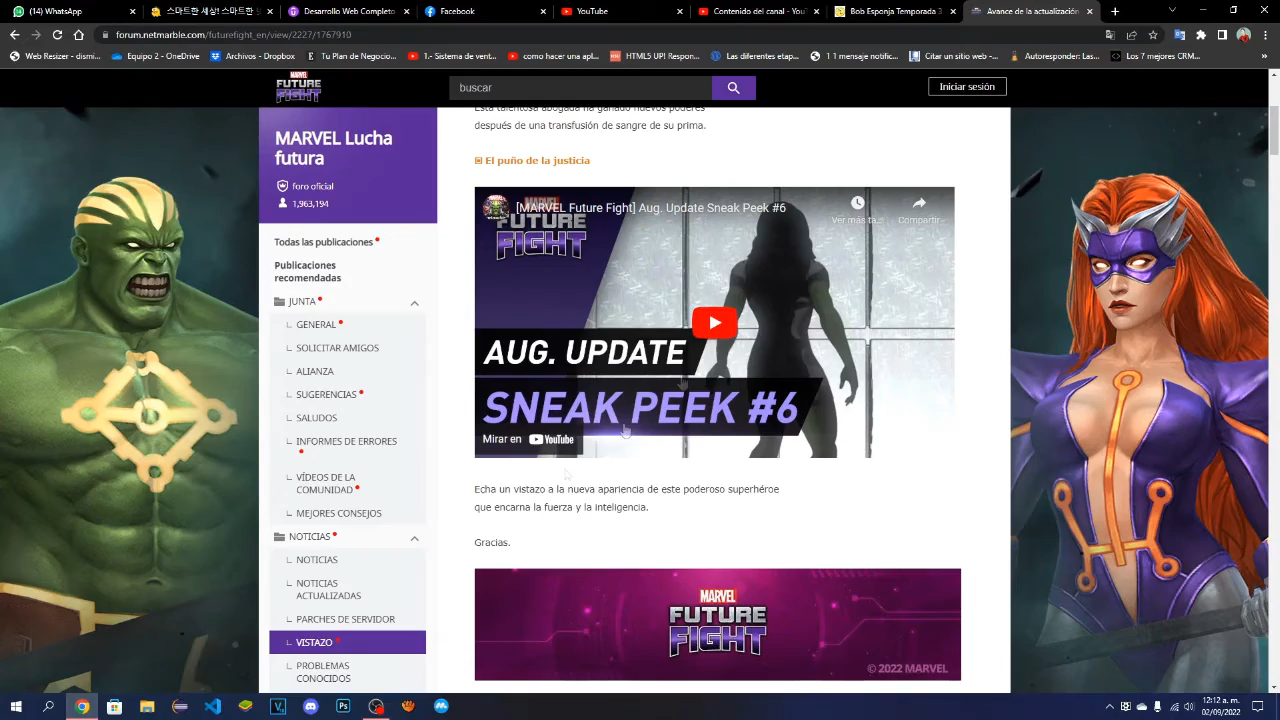 (14) WhatsApp
스마트한 세상! 스마트한 S
Desarrollo Web Completo
Facebook
YouTube
Contenido del canal - YouT
Bob Esponja Temporada 3
Avance de la actualización
forum.netmarble.com/futurefight_en/view/2227/1767910
Web Resizer - dismi...
Equipo 2 - OneDrive
Archivos - Dropbox
Tu Plan de Negocio...
1.- Sistema de vent...
como hacer una apl...
HTML5 UP! Respon...
Las diferentes etap...
1 1 mensaje nuevo
Citar un sitio web -...
Autoresponder: Las...
Los 7 mejores CRM...
MARVEL
FUTURE
FIGHT
buscar
Iniciar sesión
MARVEL Lucha
futura
foro oficial
1,963,194
Todas las publicaciones
Publicaciones
recomendadas
JUNTA
GENERAL
SOLICITAR AMIGOS
ALIANZA
SUGERENCIAS
SALUDOS
INFORMES DE ERRORES
VÍDEOS DE LA
COMUNIDAD
MEJORES CONSEJOS
NOTICIAS
NOTICIAS
NOTICIAS
ACTUALIZADAS
PARCHES DE SERVIDOR
VISTAZO
PROBLEMAS
CONOCIDOS
Esta talentosa abogada ha ganado nuevos poderes
después de una transfusión de sangre de su prima.
El puño de la justicia
[MARVEL Future Fight] Aug. Update Sneak Peek #6
Ver más ta...
Compartir
MARVEL
FUTURE
FIGHT
AUG. UPDATE
SNEAK PEEK #6
Mirar en YouTube
Echa un vistazo a la nueva apariencia de este poderoso superhéroe
que encarna la fuerza y la inteligencia.
Gracias.
MARVEL
FUTURE
FIGHT
© 2022 MARVEL
12:12 a. m.
02/09/2022